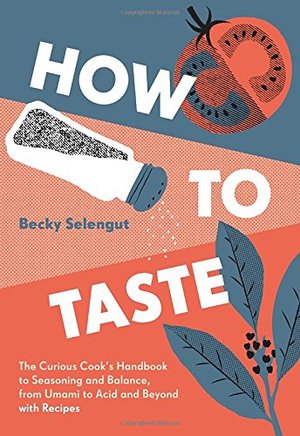 HOW
TO
Becky Selengut
TASTE
The Curious Cook's Handbook
to Seasoning and Balance,
from Umami to Acid and Beyond
with Recipes